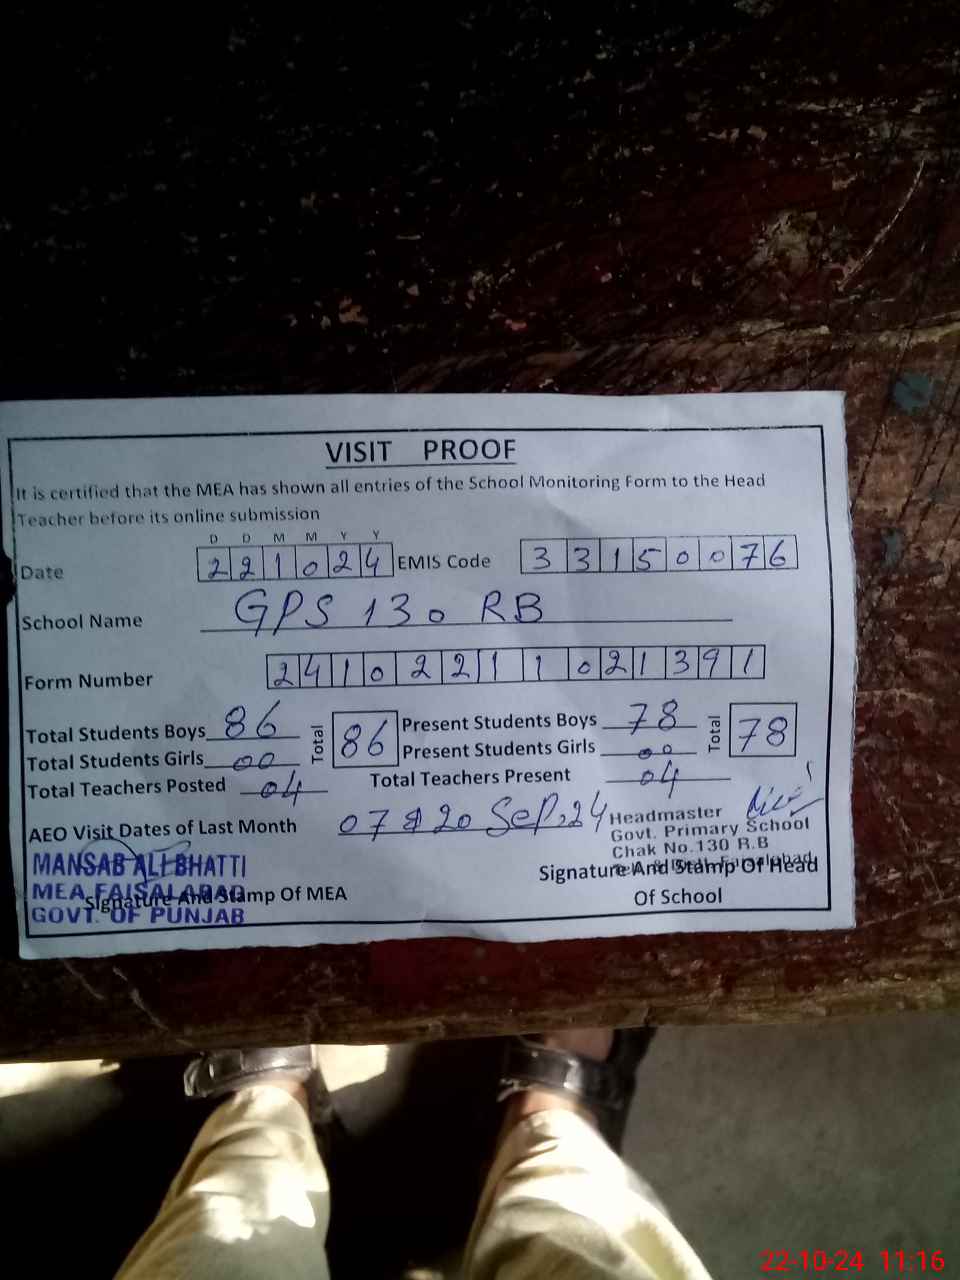 VISIT PROOF
It is certified that the MEA has shown all entries of the School Monitoring Form to the Head
Teacher before its online submission
D D M M Y Y
Date 2 2 1 0 2 4 EMIS Code 3 3 1 5 0 0 7 6
School Name GPS 130 RB
Form Number 2 4 1 0 2 2 1 1 0 2 1 3 9 1
Total Students Boys 86 Total 86 Present Students Boys 78 Total 78
Total Students Girls 00 Present Students Girls 00
Total Teachers Posted 04 Total Teachers Present 04
AEO Visit Dates of Last Month 07 & 20 SeP.24
Headmaster
Govt. Primary School
Chak No.130 R.B
Faisalabad
MANSAB ALI BHATTI
MEA FAISALABAD
GOVT. OF PUNJAB
Signature And Stamp Of MEA
Signature And Stamp Of Head
Of School
22-10-24 11:16